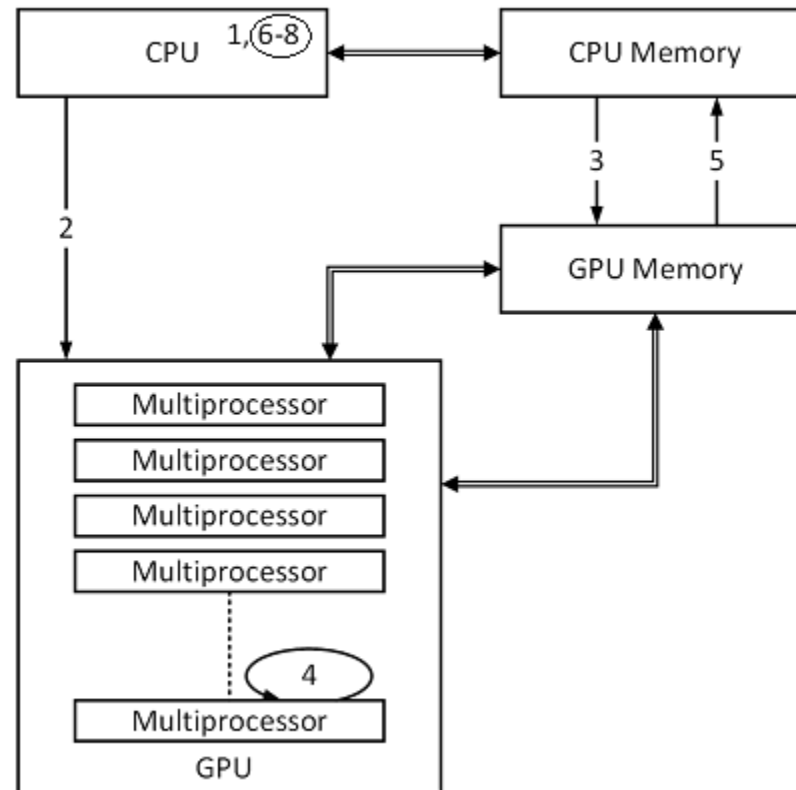 CPU 1, 6-8
CPU Memory
3 5
2
GPU Memory
Multiprocessor
Multiprocessor
Multiprocessor
Multiprocessor
4
Multiprocessor
GPU